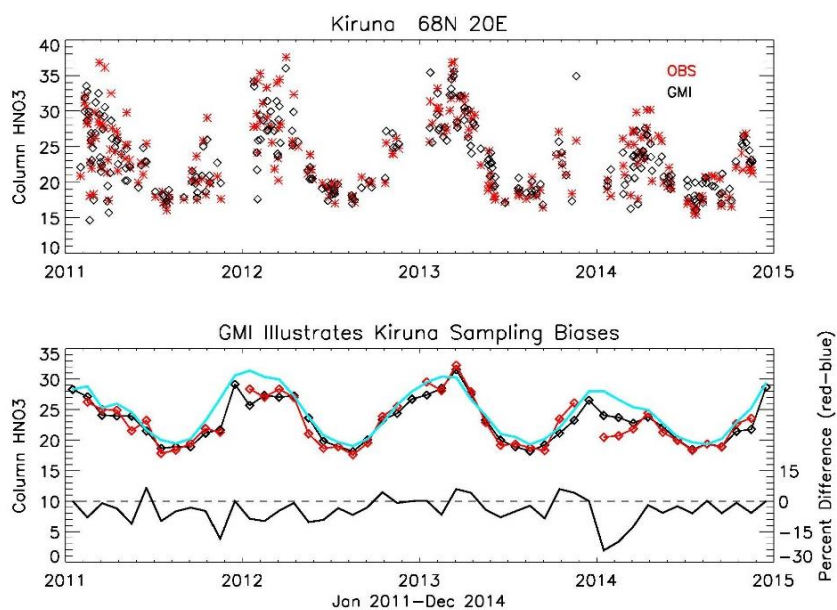 Kiruna 68N 20E
40
35
30
25
20
15
10
Column HNO3
OBS
GMI
2011 2012 2013 2014 2015
GMI Illustrates Kiruna Sampling Biases
35
30
25
20
15
10
5
0
Column HNO3
15
0
-15
-30
Percent Difference (red-blue)
2011 2012 2013 2014 2015
Jan 2011-Dec 2014